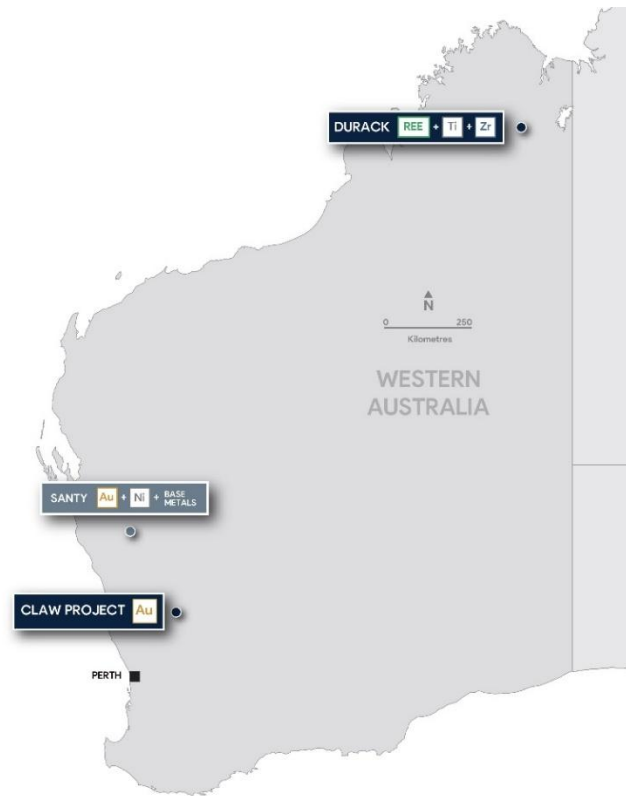 DURACK REE + Ti + Zr
N
0 250
Kilometres
WESTERN
AUSTRALIA
SANTY Au + Ni + BASE
METALS
CLAW PROJECT Au
PERTH